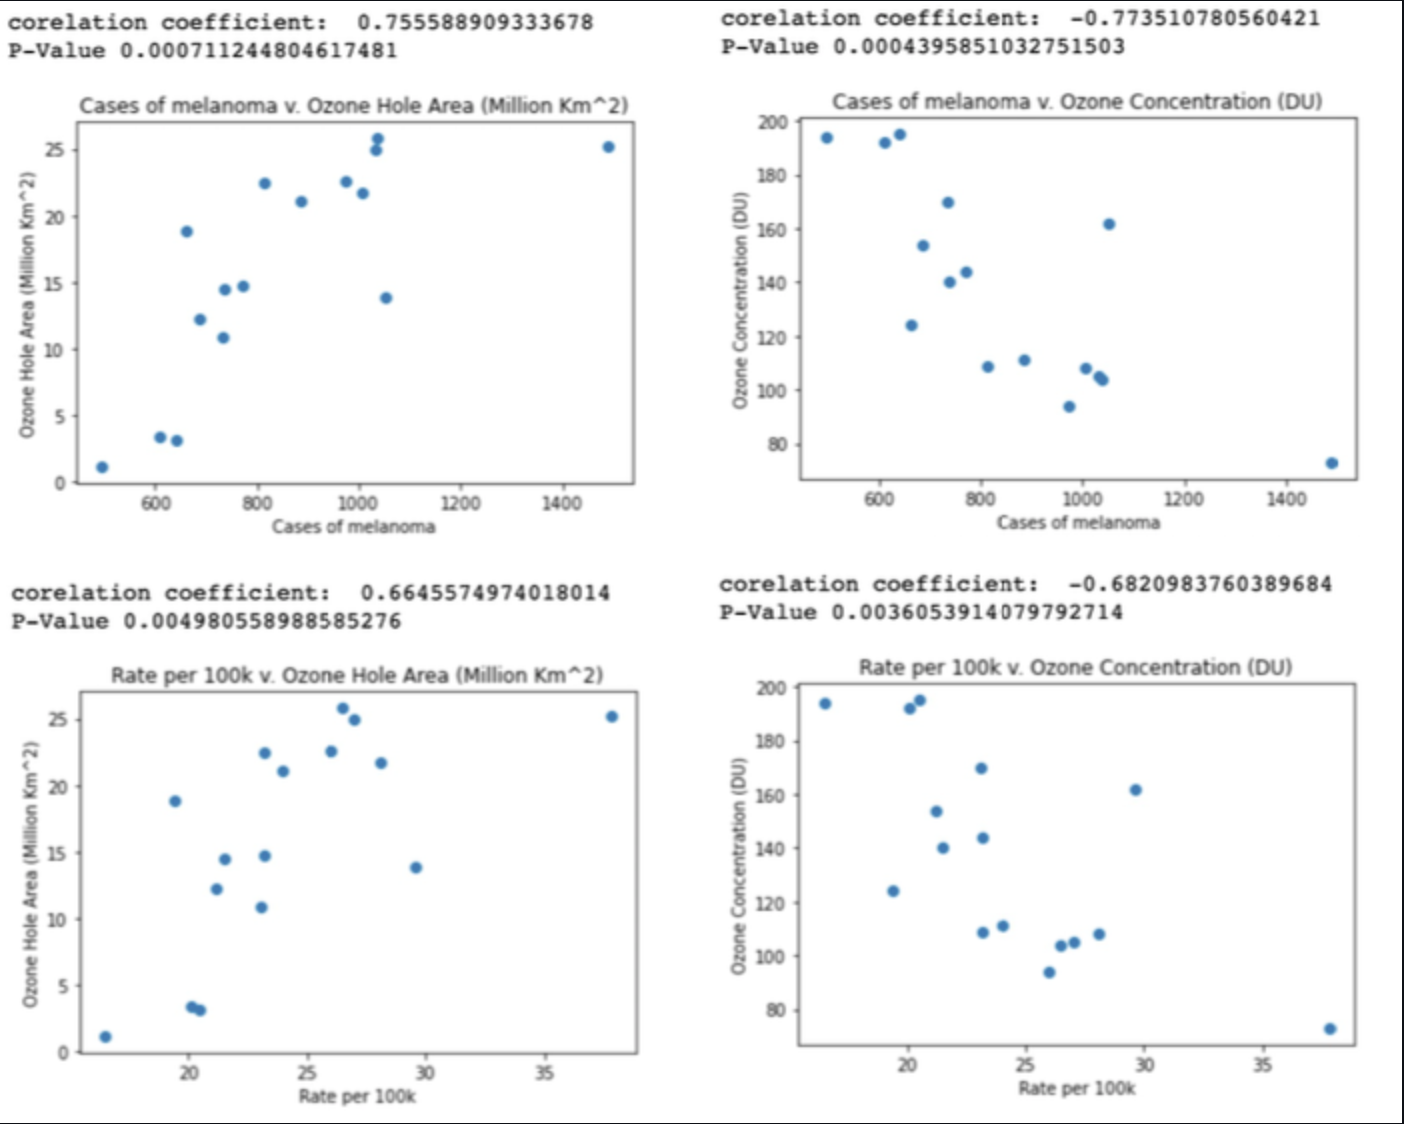 corelation coefficient:  0.755588909333678
P-Value 0.000711244804617481
Cases of melanoma v. Ozone Hole Area (Million Km^2)
Ozone Hole Area (Million Km^2)
25
20
15
10
5
0
600 800 1000 1200 1400
Cases of melanoma
corelation coefficient:  -0.773510780560421
P-Value 0.0004395851032751503
Cases of melanoma v. Ozone Concentration (DU)
Ozone Concentration (DU)
200
180
160
140
120
100
80
600 800 1000 1200 1400
Cases of melanoma
corelation coefficient:  0.6645574974018014
P-Value 0.004980558988585276
Rate per 100k v. Ozone Hole Area (Million Km^2)
Ozone Hole Area (Million Km^2)
25
20
15
10
5
0
20 25 30 35
Rate per 100k
corelation coefficient:  -0.6820983760389684
P-Value 0.0036053914079792714
Rate per 100k v. Ozone Concentration (DU)
Ozone Concentration (DU)
200
180
160
140
120
100
80
20 25 30 35
Rate per 100k